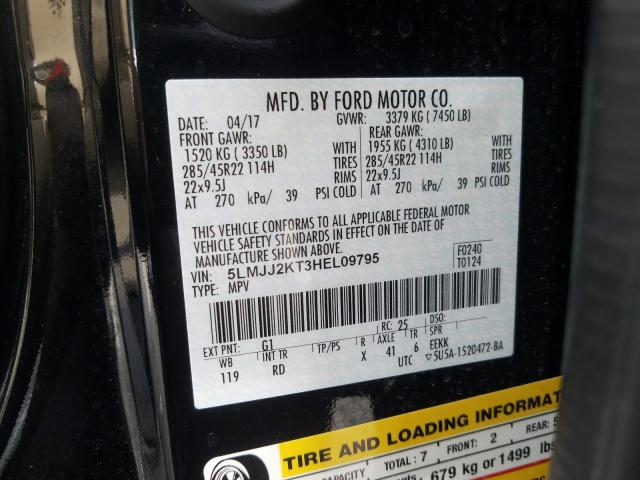 MFD. BY FORD MOTOR CO.
DATE: 04/17 GVWR: 3379 KG ( 7450 LB)
FRONT GAWR: REAR GAWR:
1520 KG ( 3350 LB) WITH 1955 KG ( 4310 LB) WITH
285/45R22 114H TIRES 285/45R22 114H TIRES
22x9.5J RIMS 22x9.5J RIMS
AT 270 kPa/ 39 PSI COLD AT 270 kPa/ 39 PSI COLD
THIS VEHICLE CONFORMS TO ALL APPLICABLE FEDERAL MOTOR
VEHICLE SAFETY STANDARDS IN EFFECT ON THE DATE OF
MANUFACTURE SHOWN ABOVE.
VIN: 5LMJJ2KT3HEL09795 F0240
TYPE: MPV T0124
EXT PNT: G1 RC: 25 DSO:
WB INT TR TP/PS R AXLE TR SPR
119 RD X 41 6 EEKK
UTC 5U5A-1520472-BA
TIRE AND LOADING INFORMAT
CAPACITY TOTAL: 7 FRONT: 2 REAR: 5
679 kg or 1499 lbs